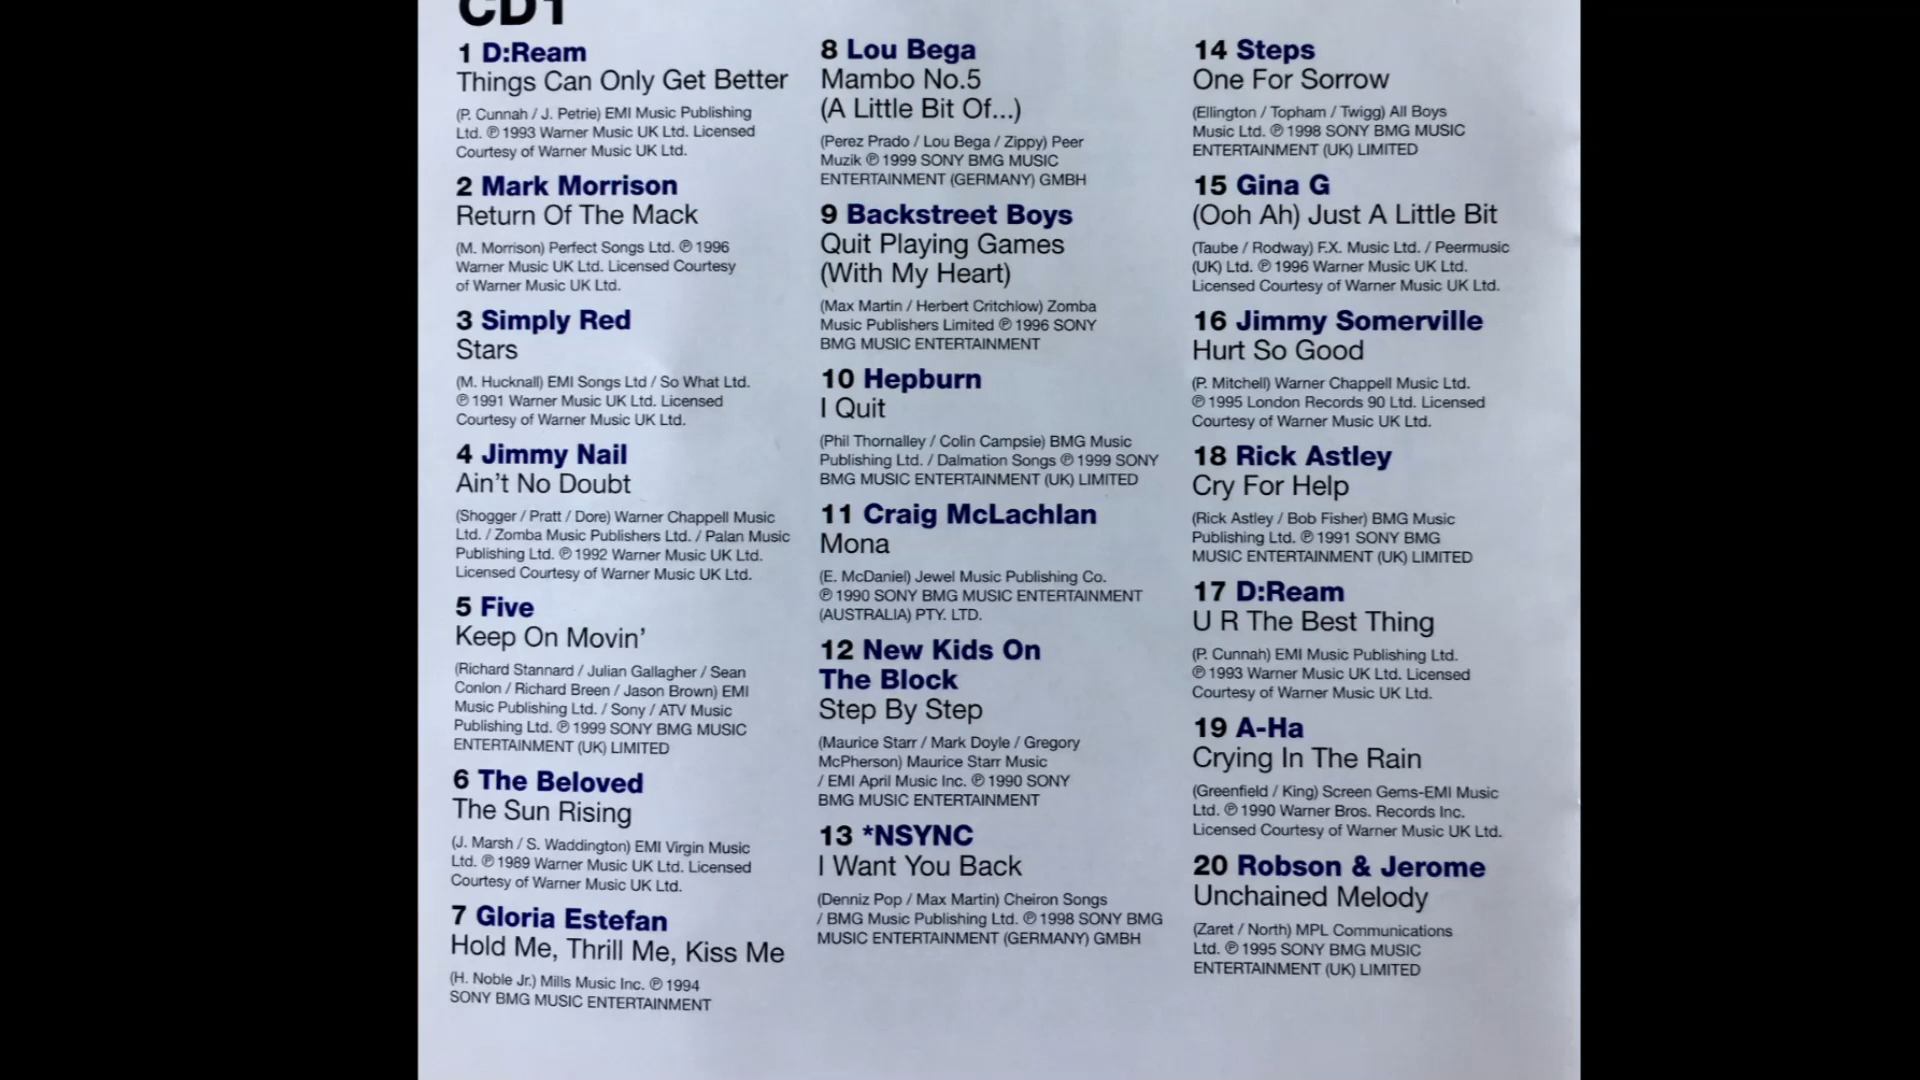 CD1
1 D:Ream
Things Can Only Get Better
(P. Cunnah / J. Petrie) EMI Music Publishing
Ltd. ℗ 1993 Warner Music UK Ltd. Licensed
Courtesy of Warner Music UK Ltd.
2 Mark Morrison
Return Of The Mack
(M. Morrison) Perfect Songs Ltd. ℗ 1996
Warner Music UK Ltd. Licensed Courtesy
of Warner Music UK Ltd.
3 Simply Red
Stars
(M. Hucknall) EMI Songs Ltd / So What Ltd.
℗ 1991 Warner Music UK Ltd. Licensed
Courtesy of Warner Music UK Ltd.
4 Jimmy Nail
Ain't No Doubt
(Shogger / Pratt / Dore) Warner Chappell Music
Ltd. / Zomba Music Publishers Ltd. / Palan Music
Publishing Ltd. ℗ 1992 Warner Music UK Ltd.
Licensed Courtesy of Warner Music UK Ltd.
5 Five
Keep On Movin'
(Richard Stannard / Julian Gallagher / Sean
Conlon / Richard Breen / Jason Brown) EMI
Music Publishing Ltd. / Sony / ATV Music
Publishing Ltd. ℗ 1999 SONY BMG MUSIC
ENTERTAINMENT (UK) LIMITED
6 The Beloved
The Sun Rising
(J. Marsh / S. Waddington) EMI Virgin Music
Ltd. ℗ 1989 Warner Music UK Ltd. Licensed
Courtesy of Warner Music UK Ltd.
7 Gloria Estefan
Hold Me, Thrill Me, Kiss Me
(H. Noble Jr.) Mills Music Inc. ℗ 1994
SONY BMG MUSIC ENTERTAINMENT
8 Lou Bega
Mambo No.5
(A Little Bit Of...)
(Perez Prado / Lou Bega / Zippy) Peer
Muzik ℗ 1999 SONY BMG MUSIC
ENTERTAINMENT (GERMANY) GMBH
9 Backstreet Boys
Quit Playing Games
(With My Heart)
(Max Martin / Herbert Critchlow) Zomba
Music Publishers Limited ℗ 1996 SONY
BMG MUSIC ENTERTAINMENT
10 Hepburn
I Quit
(Phil Thornalley / Colin Campsie) BMG Music
Publishing Ltd. / Dalmation Songs ℗ 1999 SONY
BMG MUSIC ENTERTAINMENT (UK) LIMITED
11 Craig McLachlan
Mona
(E. McDaniel) Jewel Music Publishing Co.
℗ 1990 SONY BMG MUSIC ENTERTAINMENT
(AUSTRALIA) PTY. LTD.
12 New Kids On
The Block
Step By Step
(Maurice Starr / Mark Doyle / Gregory
McPherson) Maurice Starr Music
/ EMI April Music Inc. ℗ 1990 SONY
BMG MUSIC ENTERTAINMENT
13 *NSYNC
I Want You Back
(Denniz Pop / Max Martin) Cheiron Songs
/ BMG Music Publishing Ltd. ℗ 1998 SONY BMG
MUSIC ENTERTAINMENT (GERMANY) GMBH
14 Steps
One For Sorrow
(Ellington / Topham / Twigg) All Boys
Music Ltd. ℗ 1998 SONY BMG MUSIC
ENTERTAINMENT (UK) LIMITED
15 Gina G
(Ooh Ah) Just A Little Bit
(Taube / Rodway) F.X. Music Ltd. / Peermusic
(UK) Ltd. ℗ 1996 Warner Music UK Ltd.
Licensed Courtesy of Warner Music UK Ltd.
16 Jimmy Somerville
Hurt So Good
(P. Mitchell) Warner Chappell Music Ltd.
℗ 1995 London Records 90 Ltd. Licensed
Courtesy of Warner Music UK Ltd.
18 Rick Astley
Cry For Help
(Rick Astley / Bob Fisher) BMG Music
Publishing Ltd. ℗ 1991 SONY BMG
MUSIC ENTERTAINMENT (UK) LIMITED
17 D:Ream
U R The Best Thing
(P. Cunnah) EMI Music Publishing Ltd.
℗ 1993 Warner Music UK Ltd. Licensed
Courtesy of Warner Music UK Ltd.
19 A-Ha
Crying In The Rain
(Greenfield / King) Screen Gems-EMI Music
Ltd. ℗ 1990 Warner Bros. Records Inc.
Licensed Courtesy of Warner Music UK Ltd.
20 Robson & Jerome
Unchained Melody
(Zaret / North) MPL Communications
Ltd. ℗ 1995 SONY BMG MUSIC
ENTERTAINMENT (UK) LIMITED